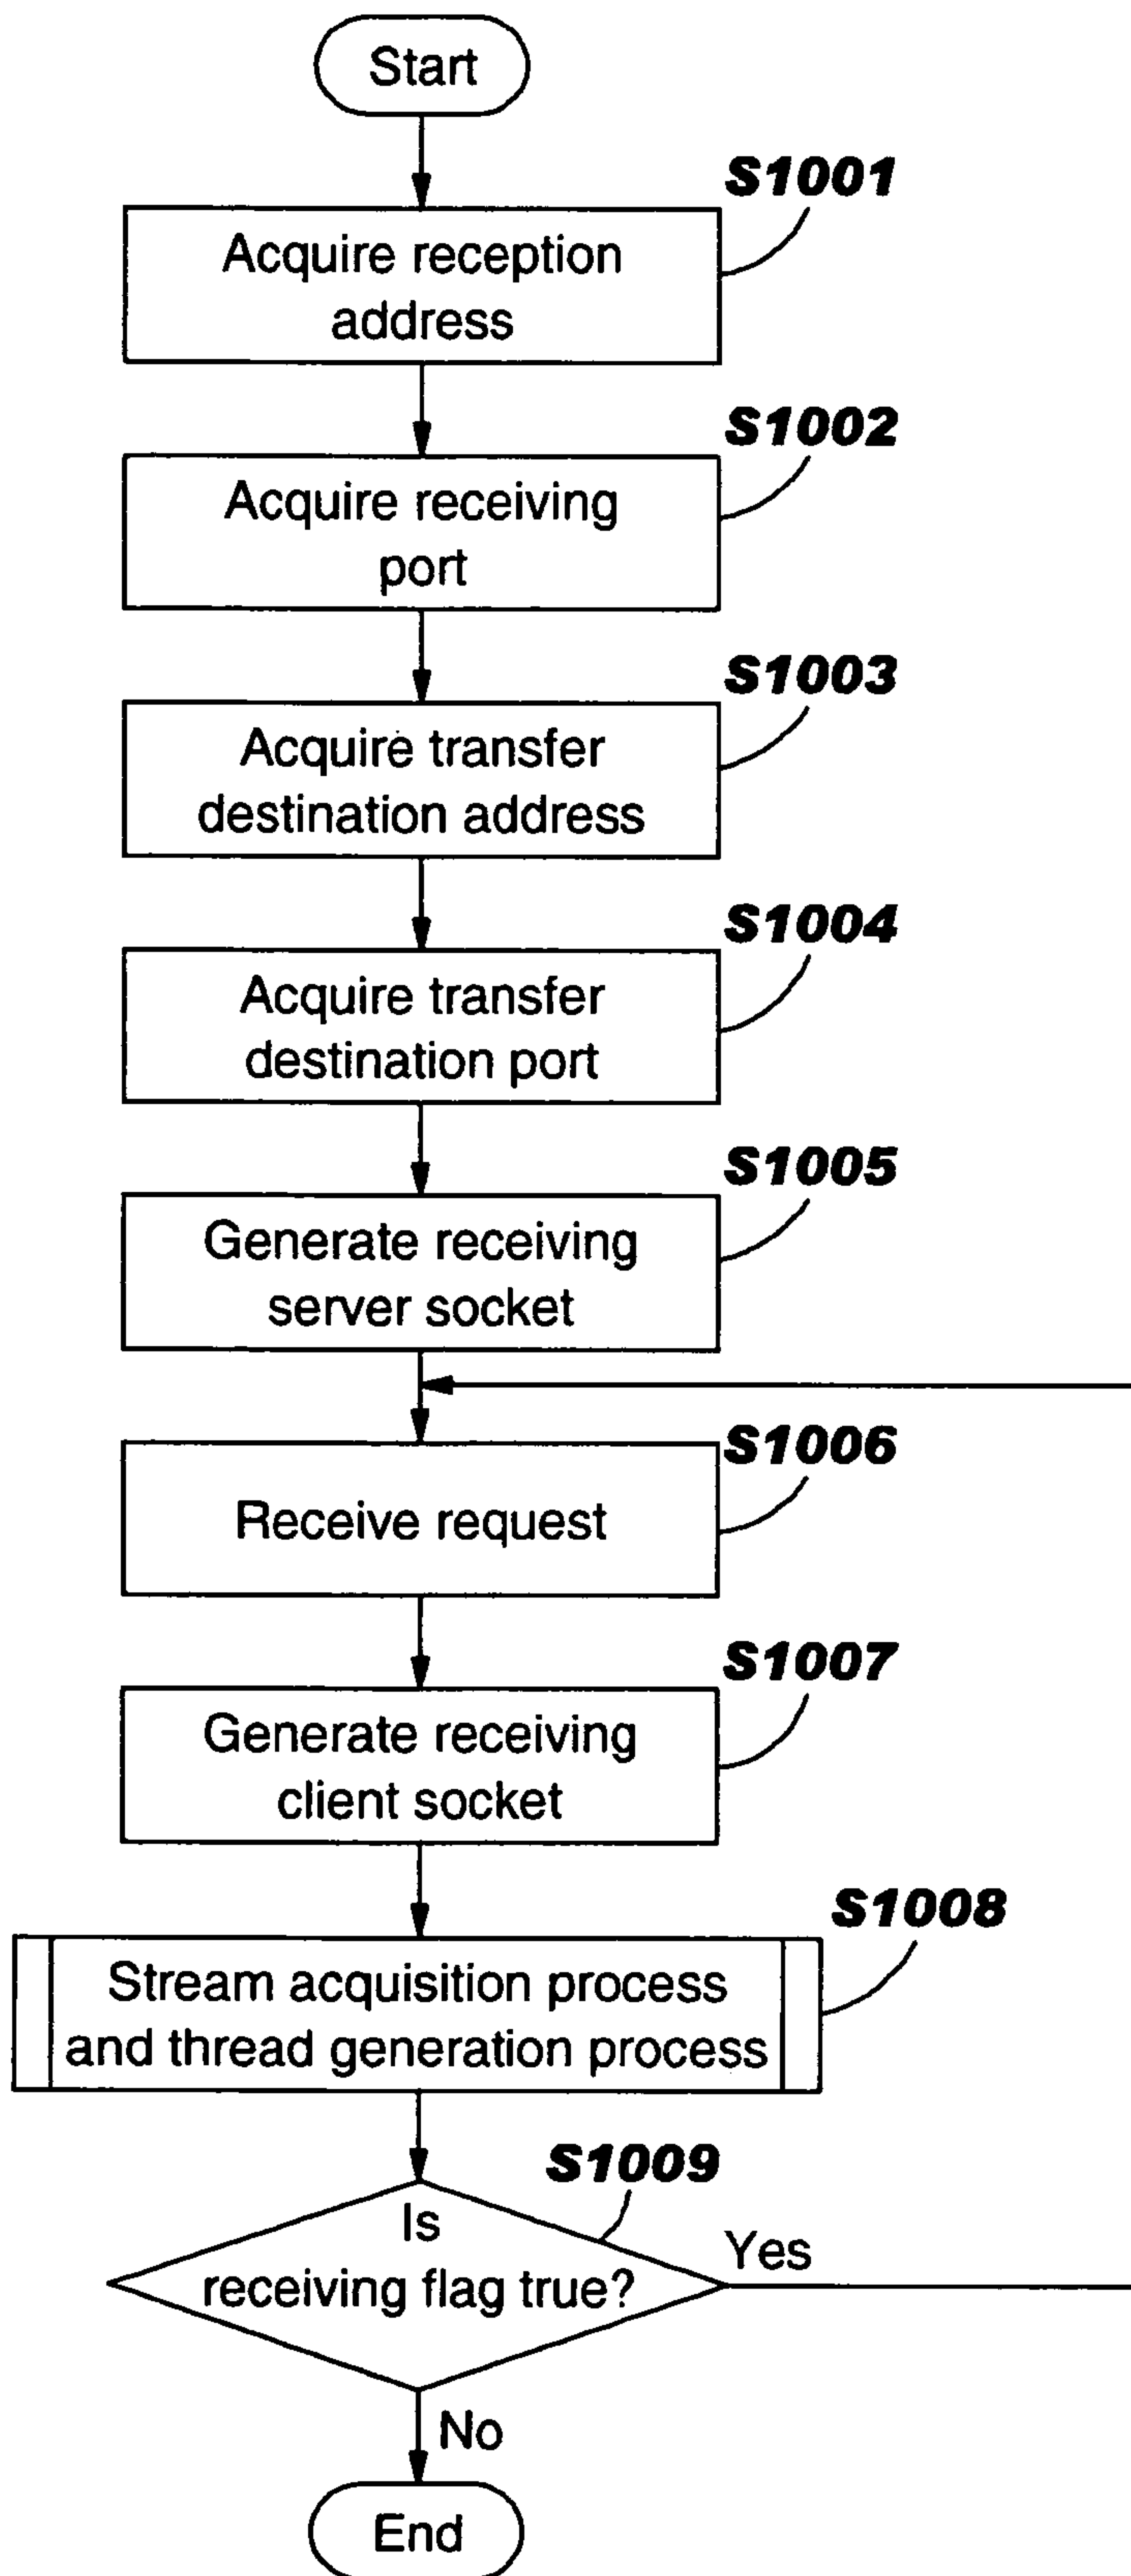 Start
S1001
Acquire reception
address
S1002
Acquire receiving
port
S1003
Acquire transfer
destination address
S1004
Acquire transfer
destination port
S1005
Generate receiving
server socket
S1006
Receive request
S1007
Generate receiving
client socket
S1008
Stream acquisition process
and thread generation process
S1009
Is
receiving flag true?
Yes
No
End